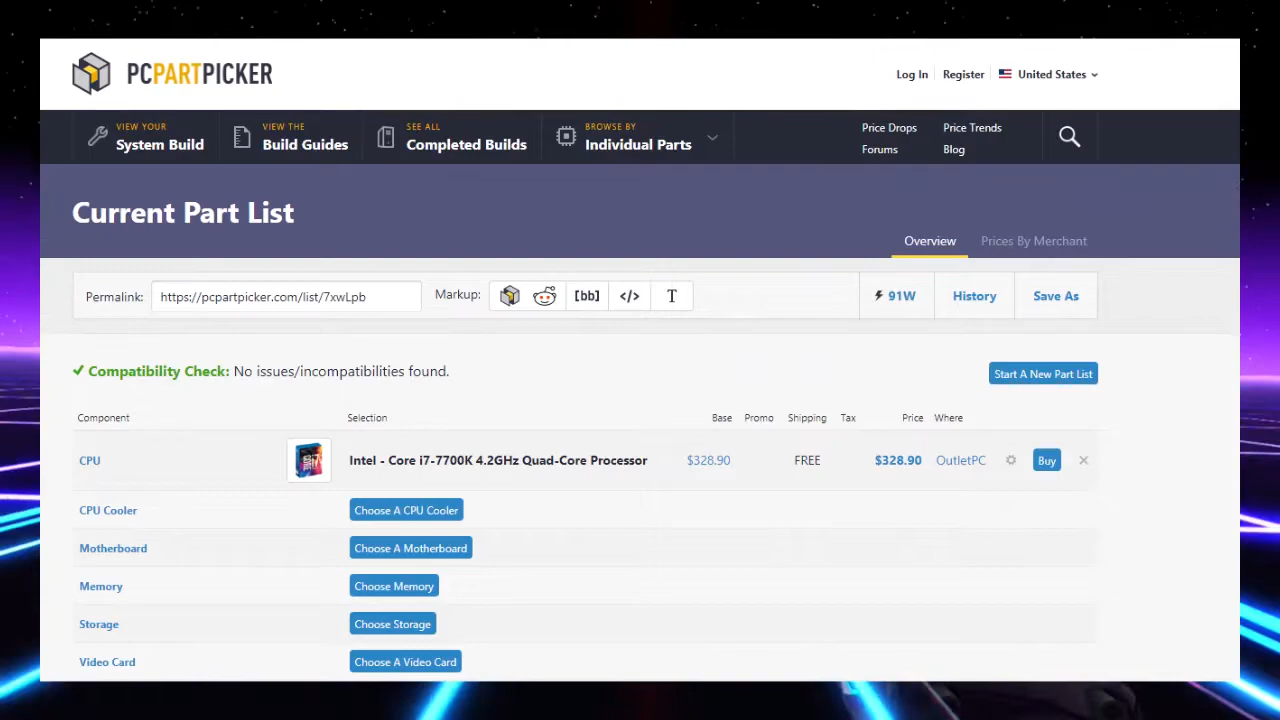 PCPARTPICKER
Log In Register United States
VIEW YOUR
System Build
VIEW THE
Build Guides
SEE ALL
Completed Builds
BROWSE BY
Individual Parts
Price Drops Price Trends
Forums Blog
Current Part List
Overview Prices By Merchant
Permalink: https://pcpartpicker.com/list/7xwLpb Markup: [bb] </> T 91W History Save As
Compatibility Check: No issues/incompatibilities found. Start A New Part List
Component Selection Base Promo Shipping Tax Price Where
CPU Intel - Core i7-7700K 4.2GHz Quad-Core Processor $328.90 FREE $328.90 OutletPC Buy
CPU Cooler Choose A CPU Cooler
Motherboard Choose A Motherboard
Memory Choose Memory
Storage Choose Storage
Video Card Choose A Video Card